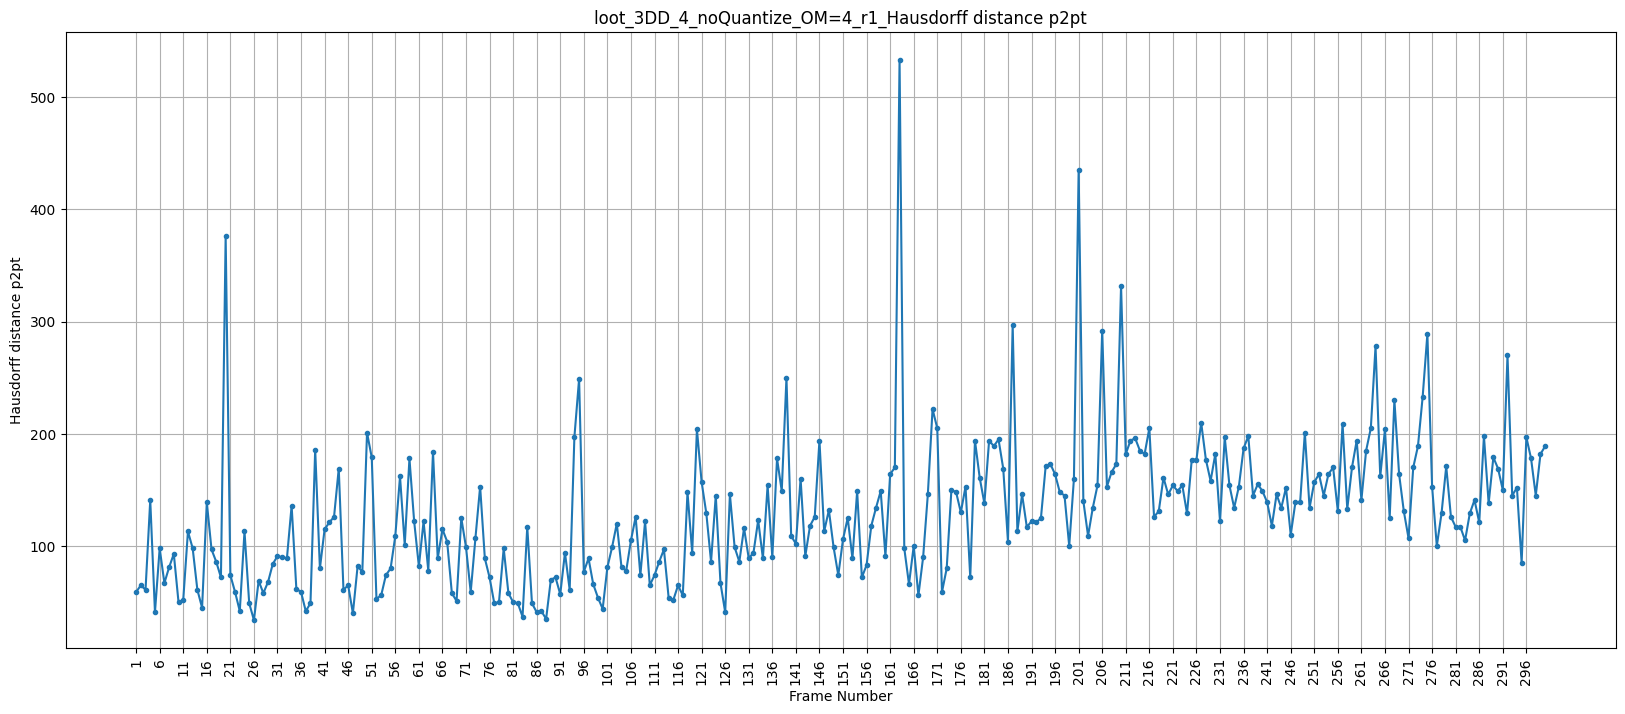 loot_3DD_4_noQuantize_OM=4_r1_Hausdorff distance p2pt
Hausdorff distance p2pt
500
400
300
200
100
1 6 11 16 21 26 31 36 41 46 51 56 61 66 71 76 81 86 91 96 101 106 111 116 121 126 131 136 141 146 151 156 161 166 171 176 181 186 191 196 201 206 211 216 221 226 231 236 241 246 251 256 261 266 271 276 281 286 291 296
Frame Number